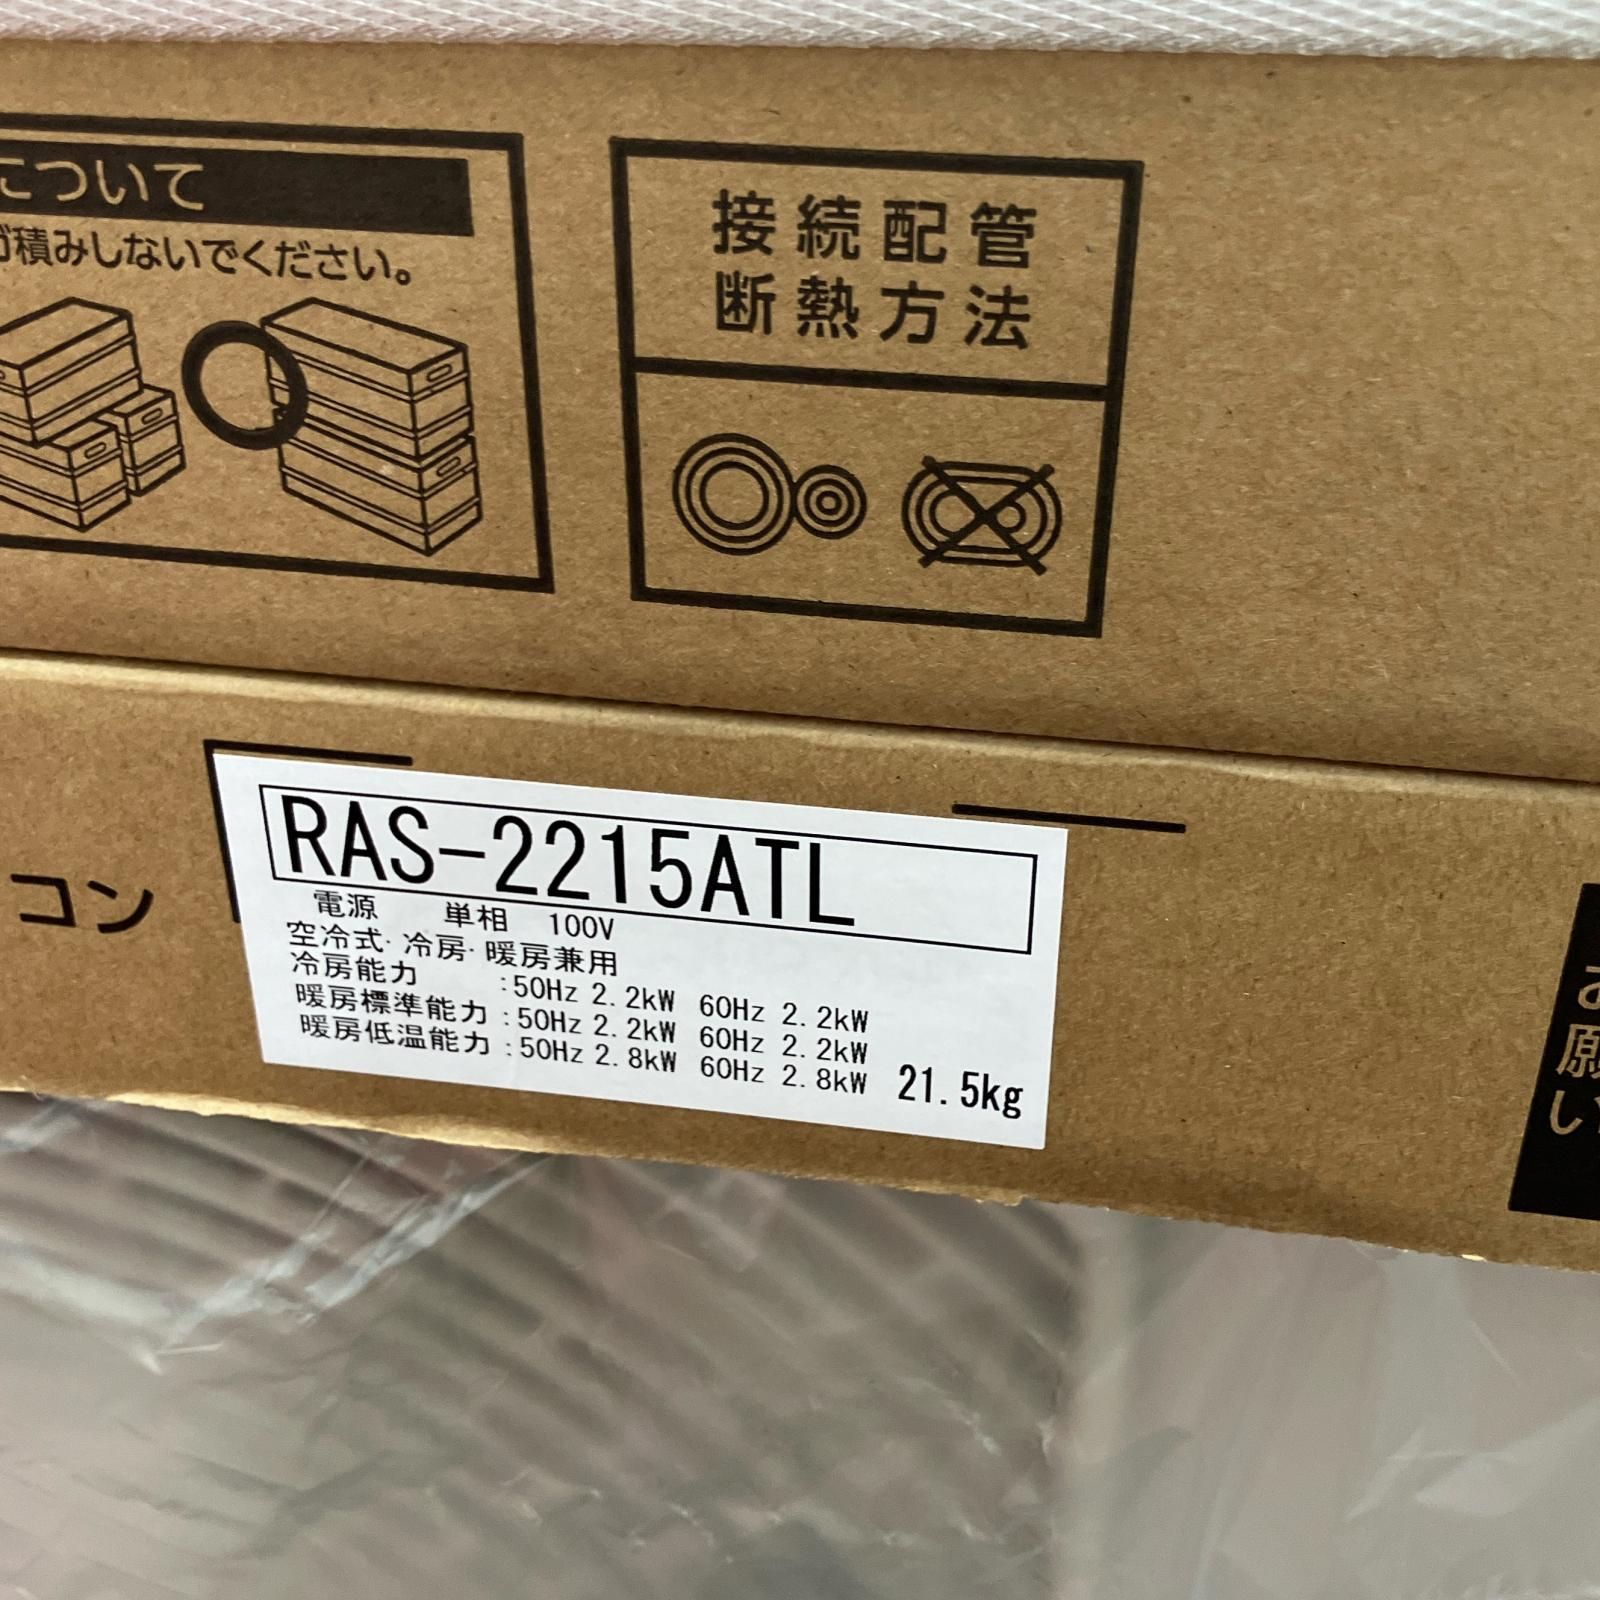 について
積みしないでください。
接続配管
断熱方法
コン
RAS-2215ATL
電源 単相 100V
空冷式・冷房・暖房兼用
冷房能力 :50Hz 2.2kW 60Hz 2.2kW
暖房標準能力 :50Hz 2.2kW 60Hz 2.2kW
暖房低温能力 :50Hz 2.8kW 60Hz 2.8kW
21.5kg
お
願
い